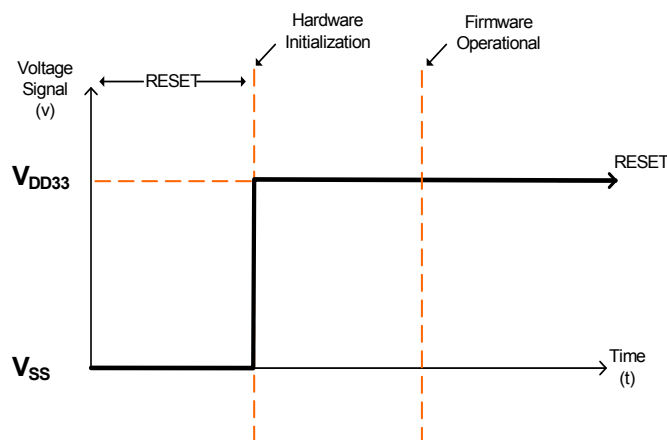 Hardware
Initialization
Firmware
Operational
Voltage
Signal
(v)
RESET
VDD33
RESET
VSS
Time
(t)